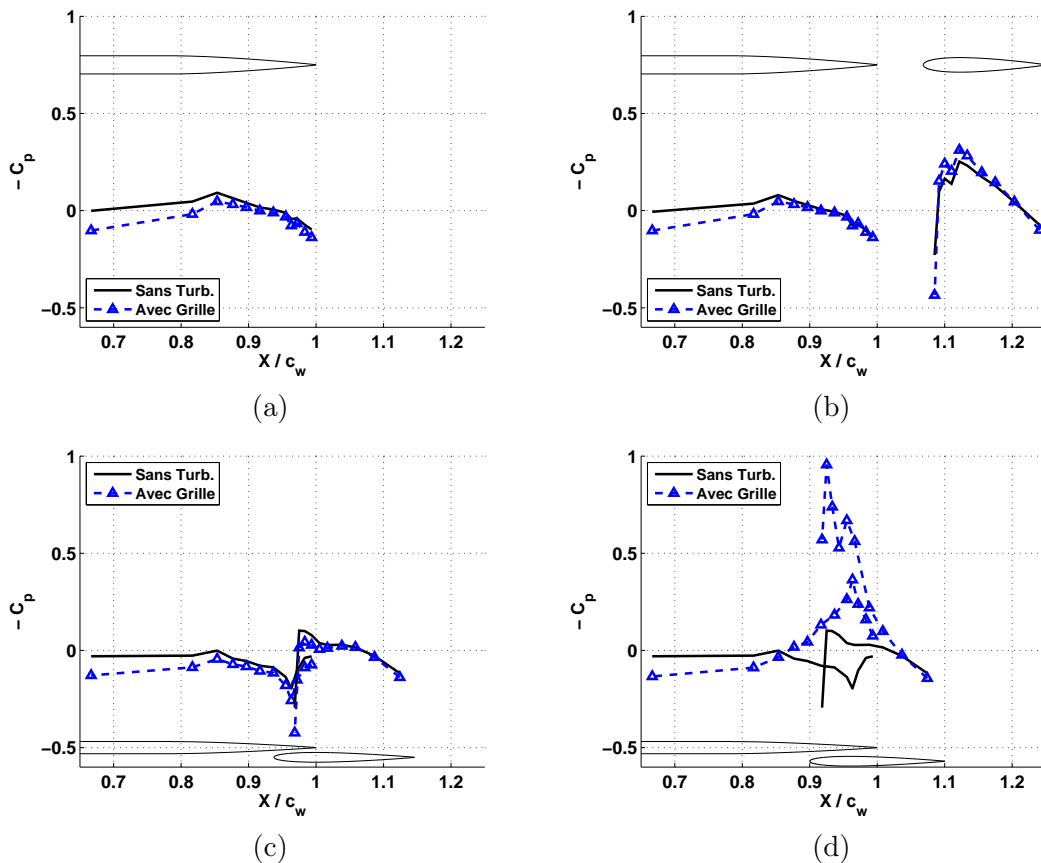 1
0.5
0
−0.5
− C_p
Sans Turb.
Avec Grille
0.7 0.8 0.9 1 1.1 1.2
X / c_w
(a)
1
0.5
0
−0.5
− C_p
Sans Turb.
Avec Grille
0.7 0.8 0.9 1 1.1 1.2
X / c_w
(b)
1
0.5
0
−0.5
− C_p
Sans Turb.
Avec Grille
0.7 0.8 0.9 1 1.1 1.2
X / c_w
(c)
1
0.5
0
−0.5
− C_p
Sans Turb.
Avec Grille
0.7 0.8 0.9 1 1.1 1.2
X / c_w
(d)